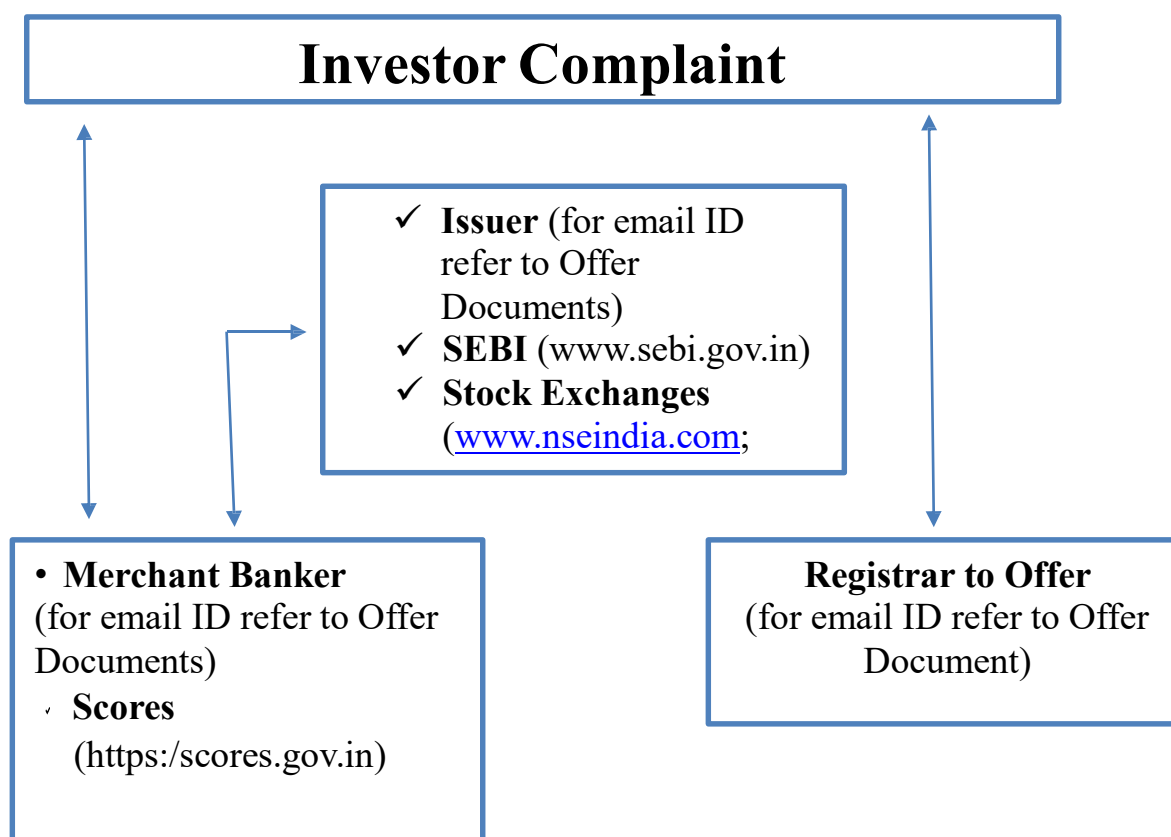 Investor Complaint
✓ Issuer (for email ID
refer to Offer
Documents)
✓ SEBI (www.sebi.gov.in)
✓ Stock Exchanges
(www.nseindia.com;
• Merchant Banker
(for email ID refer to Offer
Documents)
✓ Scores
(https:/scores.gov.in)
Registrar to Offer
(for email ID refer to Offer
Document)